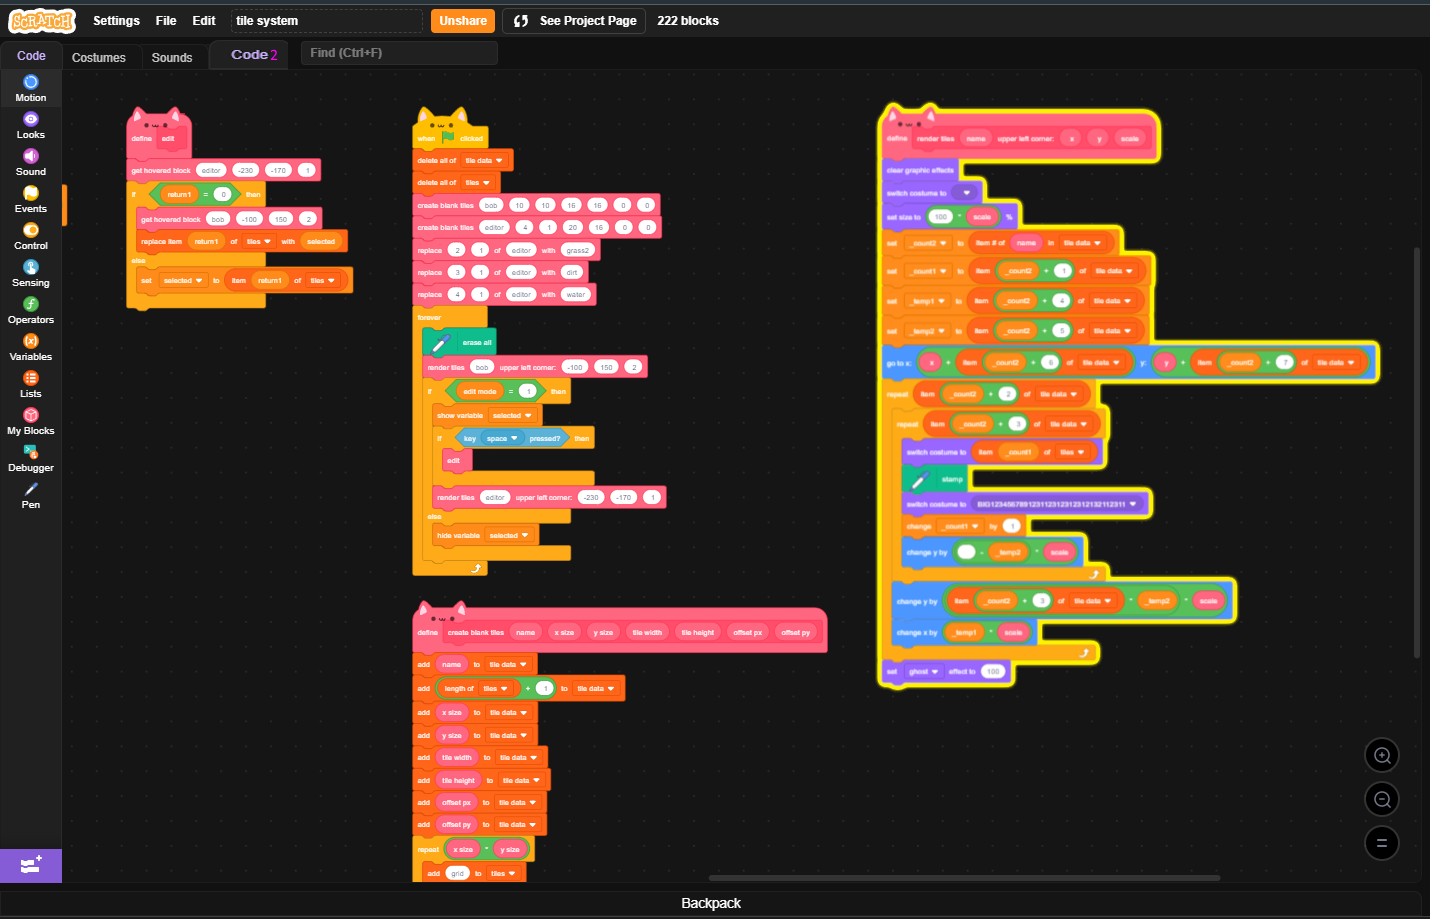 SCRATCH Settings File Edit tile system Unshare See Project Page 222 blocks
Code Costumes Sounds Code 2 Find (Ctrl+F)
Motion
Looks
Sound
Events
Control
Sensing
Operators
Variables
Lists
My Blocks
Debugger
Pen
define edit
get hovered block editor -230 -170 1
if return1 = 0 then
get hovered block bob -100 150 2
replace item return1 of tiles with selected
else
set selected to item return1 of tiles
when clicked
delete all of tile data
delete all of tiles
create blank tiles bob 10 10 16 16 0 0
create blank tiles editor 4 1 20 16 0 0
replace 2 1 of editor with grass2
replace 3 1 of editor with dirt
replace 4 1 of editor with water
forever
erase all
render tiles bob upper left corner: -100 150 2
if edit mode = 1 then
show variable selected
if key space pressed? then
edit
render tiles editor upper left corner: -230 -170 1
else
hide variable selected
define create blank tiles name x size y size tile width tile height offset px offset py
add name to tile data
add length of tiles + 1 to tile data
add x size to tile data
add y size to tile data
add tile width to tile data
add tile height to tile data
add offset px to tile data
add offset py to tile data
repeat x size * y size
add grid to tiles
define render tiles name upper left corner: x y scale
clear graphic effects
switch costume to
set size to 100 * scale %
set _count2 to item # of name in tile data
set _count1 to item _count2 + 1 of tile data
set _temp1 to item _count2 + 4 of tile data
set _temp2 to item _count2 + 5 of tile data
go to x: x + item _count2 + 6 of tile data y: y + item _count2 + 7 of tile data
repeat item _count2 + 2 of tile data
repeat item _count2 + 3 of tile data
switch costume to item _count1 of tiles
stamp
switch costume to
change _count1 by 1
change y by - _temp2 * scale
change y by item _count2 + 3 of tile data * _temp2 * scale
change x by _temp1 * scale
set ghost effect to 100
Backpack